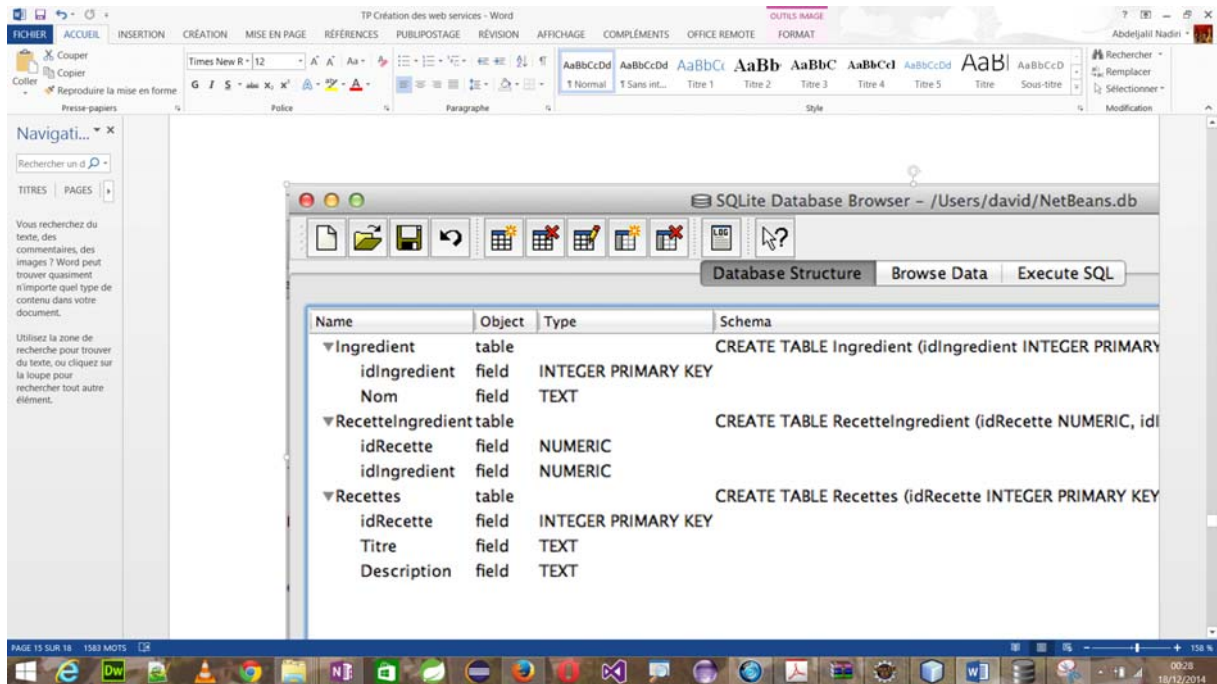 TP Création des web services - Word
OUTILS IMAGE
FICHIER ACCUEIL INSERTION CRÉATION MISE EN PAGE RÉFÉRENCES PUBLIPOSTAGE RÉVISION AFFICHAGE COMPLÉMENTS OFFICE REMOTE FORMAT
Abdeljalil Nadiri
Coller
Couper
Copier
Reproduire la mise en forme
Times New R 12
G I S abc x₂ x² A
AaBbCcDd AaBbCcDd AaBbCc AaBb AaBbC AaBbCcI AaBbCcDd AaBl AaBbCcD
¶ Normal ¶ Sans int... Titre 1 Titre 2 Titre 3 Titre 4 Titre 5 Titre Sous-titre
Rechercher
Remplacer
Sélectionner
Presse-papiers Police Paragraphe Style Modification
Navigati...
Rechercher un d
TITRES PAGES
Vous recherchez du
texte, des
commentaires, des
images ? Word peut
trouver quasiment
n'importe quel type de
contenu dans votre
document.
Utilisez la zone de
recherche pour trouver
du texte, ou cliquez sur
la loupe pour
rechercher tout autre
élément.
SQLite Database Browser – /Users/david/NetBeans.db
LOG
Database Structure Browse Data Execute SQL
Name Object Type Schema
Ingredient table CREATE TABLE Ingredient (idIngredient INTEGER PRIMARY
idIngredient field INTEGER PRIMARY KEY
Nom field TEXT
RecetteIngredient table CREATE TABLE RecetteIngredient (idRecette NUMERIC, idI
idRecette field NUMERIC
idIngredient field NUMERIC
Recettes table CREATE TABLE Recettes (idRecette INTEGER PRIMARY KEY
idRecette field INTEGER PRIMARY KEY
Titre field TEXT
Description field TEXT
PAGE 15 SUR 18 1583 MOTS
158 %
Dw
00:28
18/12/2014